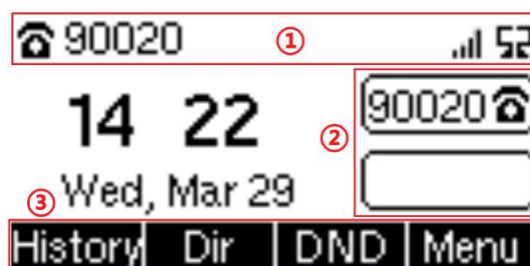 90020 ①
14 22
90020
②
Wed, Mar 29
③
History Dir DND Menu